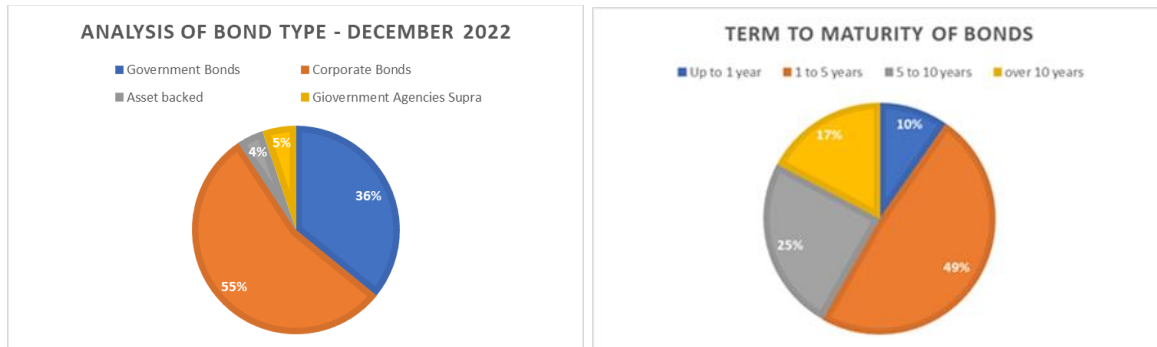 ANALYSIS OF BOND TYPE - DECEMBER 2022
Government Bonds Corporate Bonds
Asset backed Giovernment Agencies Supra
4% 5%
36%
55%
TERM TO MATURITY OF BONDS
Up to 1 year 1 to 5 years 5 to 10 years over 10 years
17% 10%
25%
49%